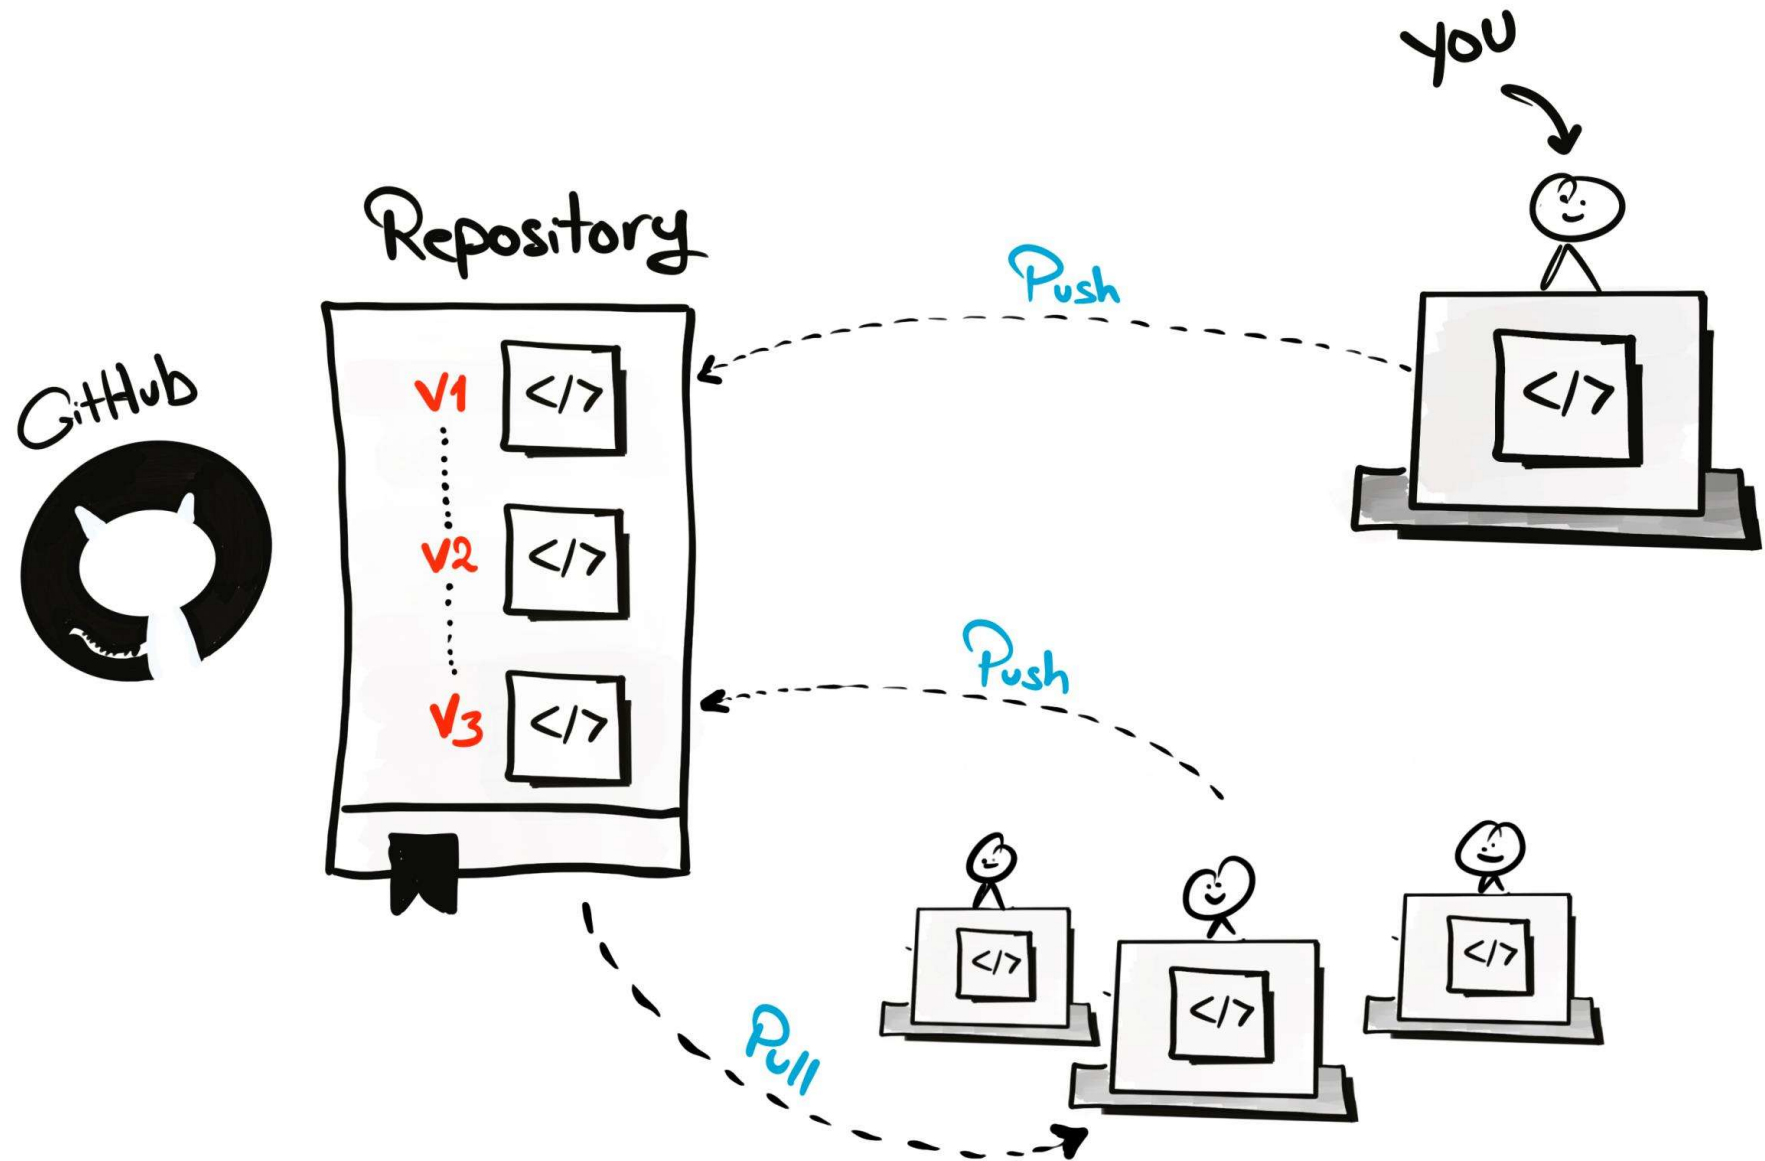 YOU
Repository
Push
GitHub
V1 </>
</>
V2 </>
Push
V3 </>
</>
</>
</>
Pull